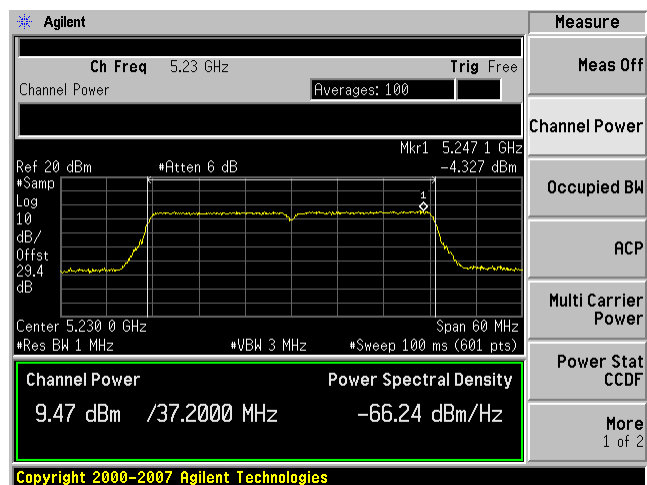 Agilent
Measure
Ch Freq 5.23 GHz Trig Free
Channel Power Averages: 100
Mkr1 5.247 1 GHz
Ref 20 dBm #Atten 6 dB -4.327 dBm
#Samp
Log
10
dB/
Offst
29.4
dB
1
Center 5.230 0 GHz Span 60 MHz
#Res BW 1 MHz #VBW 3 MHz #Sweep 100 ms (601 pts)
Channel Power Power Spectral Density
9.47 dBm /37.2000 MHz -66.24 dBm/Hz
Meas Off
Channel Power
Occupied BW
ACP
Multi Carrier
Power
Power Stat
CCDF
More
1 of 2
Copyright 2000-2007 Agilent Technologies